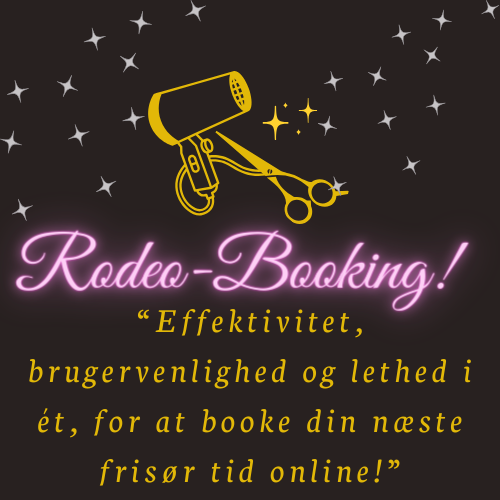 Rodeo-Booking!
“Effektivitet,
brugervenlighed og lethed i
ét, for at booke din næste
frisør tid online!”